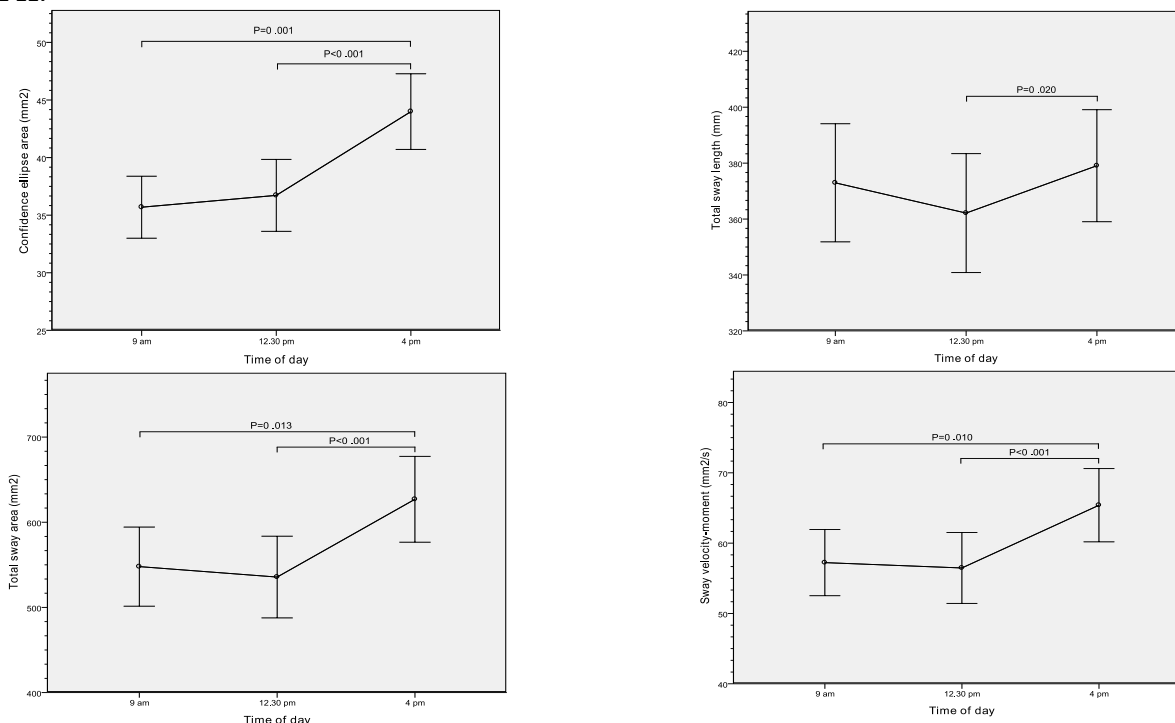 50
45
40
35
30
25
Confidence ellipse area (mm2)
P=0 .001
P<0 .001
9 am
12.30 pm
4 pm
Time of day
420
400
380
360
340
320
Total sway length (mm)
P=0 .020
9 am
12.30 pm
4 pm
Time of day
700
600
500
400
Total sway area (mm2)
P=0 .013
P<0 .001
9 am
12.30 pm
4 pm
Time of day
80
70
60
50
40
Sway velocity-moment (mm2/s)
P=0 .010
P<0 .001
9 am
12.30 pm
4 pm
Time of day